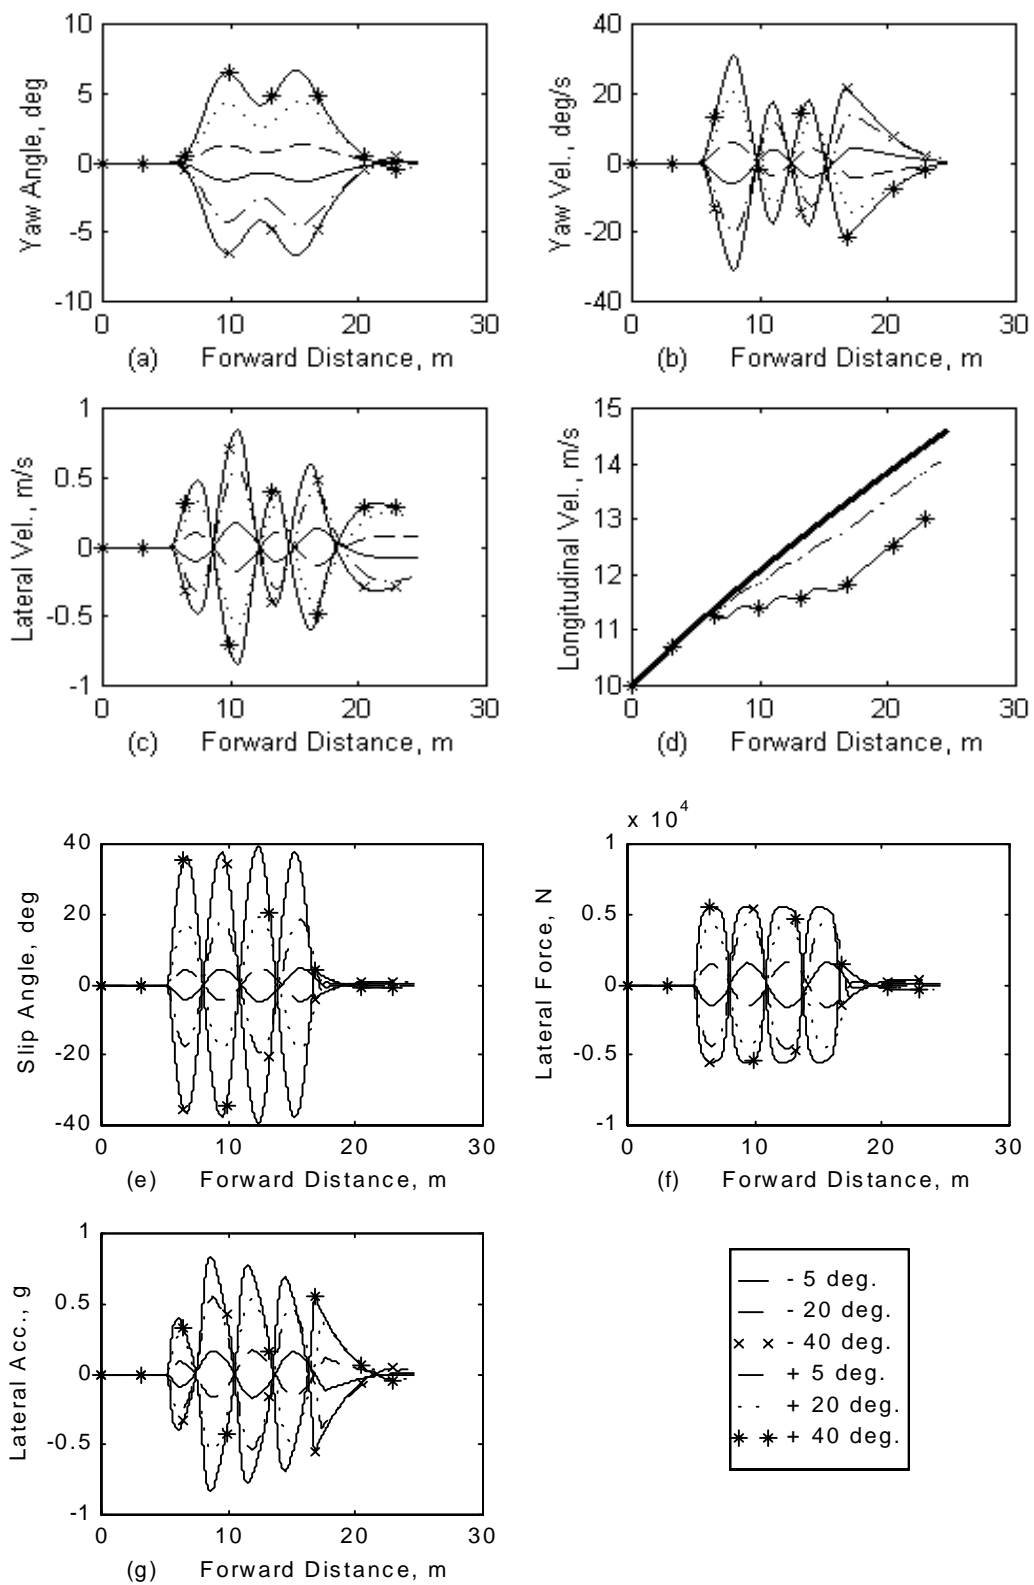 10
5
0
-5
-10
Yaw Angle, deg
0 10 20 30
(a) Forward Distance, m
40
20
0
-20
-40
Yaw Vel., deg/s
0 10 20 30
(b) Forward Distance, m
1
0.5
0
-0.5
-1
Lateral Vel., m/s
0 10 20 30
(c) Forward Distance, m
15
14
13
12
11
10
Longitudinal Vel., m/s
0 10 20 30
(d) Forward Distance, m
40
20
0
-20
-40
Slip Angle, deg
0 10 20 30
(e) Forward Distance, m
x 10^4
1
0.5
0
-0.5
-1
Lateral Force, N
0 10 20 30
(f) Forward Distance, m
1
0.5
0
-0.5
-1
Lateral Acc., g
0 10 20 30
(g) Forward Distance, m
- 5 deg.
- 20 deg.
- 40 deg.
+ 5 deg.
+ 20 deg.
+ 40 deg.